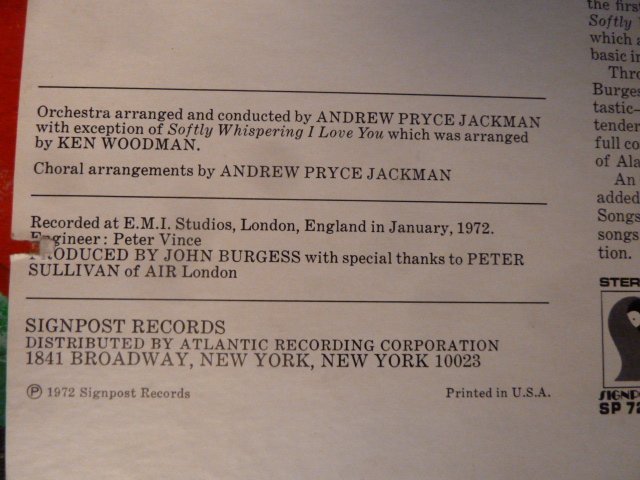 Orchestra arranged and conducted by ANDREW PRYCE JACKMAN
with exception of Softly Whispering I Love You which was arranged
by KEN WOODMAN.
Choral arrangements by ANDREW PRYCE JACKMAN
Recorded at E.M.I. Studios, London, England in January, 1972.
Engineer: Peter Vince
PRODUCED BY JOHN BURGESS with special thanks to PETER
SULLIVAN of AIR London
SIGNPOST RECORDS
DISTRIBUTED BY ATLANTIC RECORDING CORPORATION
1841 BROADWAY, NEW YORK, NEW YORK 10023
℗ 1972 Signpost Records
Printed in U.S.A.
the first
Softly
which
basic
Thro
Burges
tastic—
tender
full co
of Ala
An
added
Songs
songs
tion.
STER
SIGNPO
SP 72